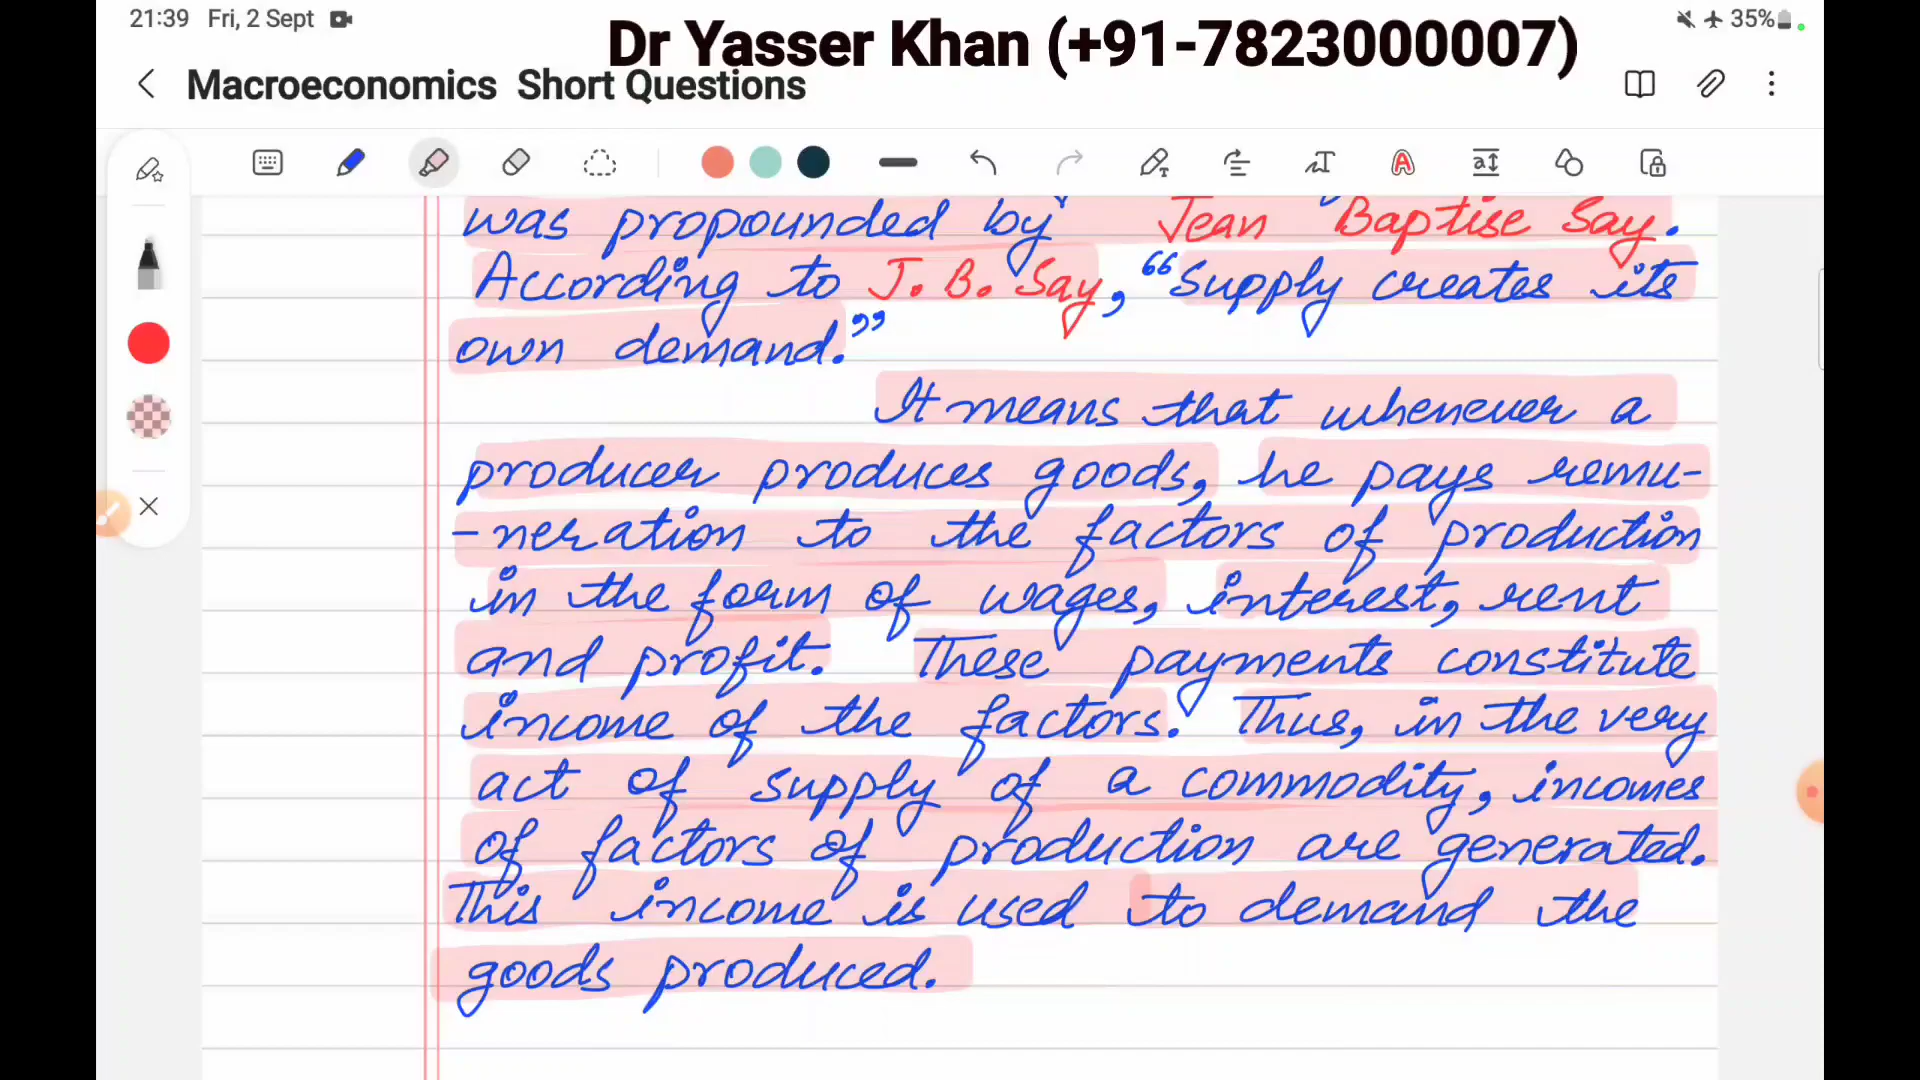 21:39 Fri, 2 Sept
Dr Yasser Khan (+91-7823000007)
35%
Macroeconomics Short Questions
was propounded by Jean Baptise Say.
According to J. B. Say, “Supply creates its
own demand.”
It means that whenever a
producer produces goods, he pays remu-
-neration to the factors of production
in the form of wages, interest, rent
and profit. These payments constitute
income of the factors. Thus, in the very
act of supply of a commodity, incomes
of factors of production are generated.
This income is used to demand the
goods produced.